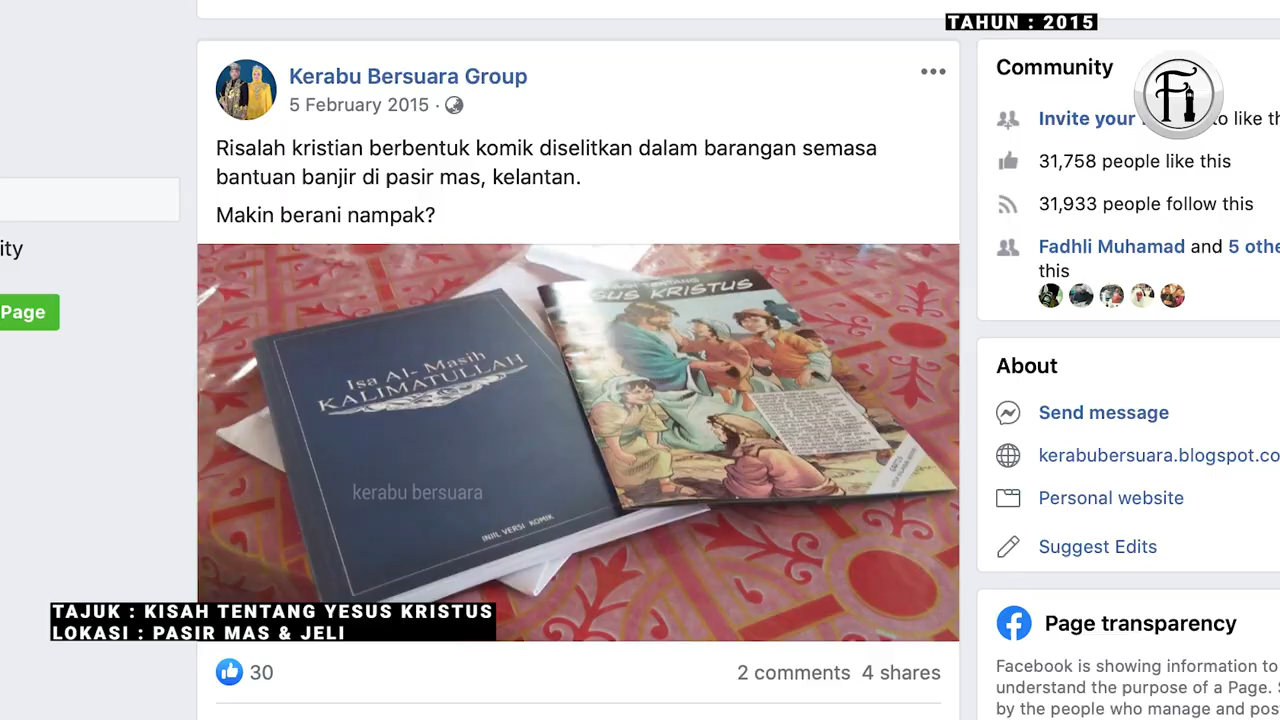 TAHUN : 2015
Kerabu Bersuara Group
5 February 2015
Risalah kristian berbentuk komik diselitkan dalam barangan semasa
bantuan banjir di pasir mas, kelantan.
Makin berani nampak?
ity
Page
TENTANG
SUS KRISTUS
Isa Al-Masih
KALIMATULLAH
kerabu bersuara
INJIL VERSI KOMIK
TAJUK : KISAH TENTANG YESUS KRISTUS
LOKASI : PASIR MAS & JELI
30
2 comments 4 shares
Community
Fi
Invite your to like th
31,758 people like this
31,933 people follow this
Fadhli Muhamad and 5 othe
this
About
Send message
kerabubersuara.blogspot.co
Personal website
Suggest Edits
Page transparency
Facebook is showing information to
understand the purpose of a Page. S
by the people who manage and pos